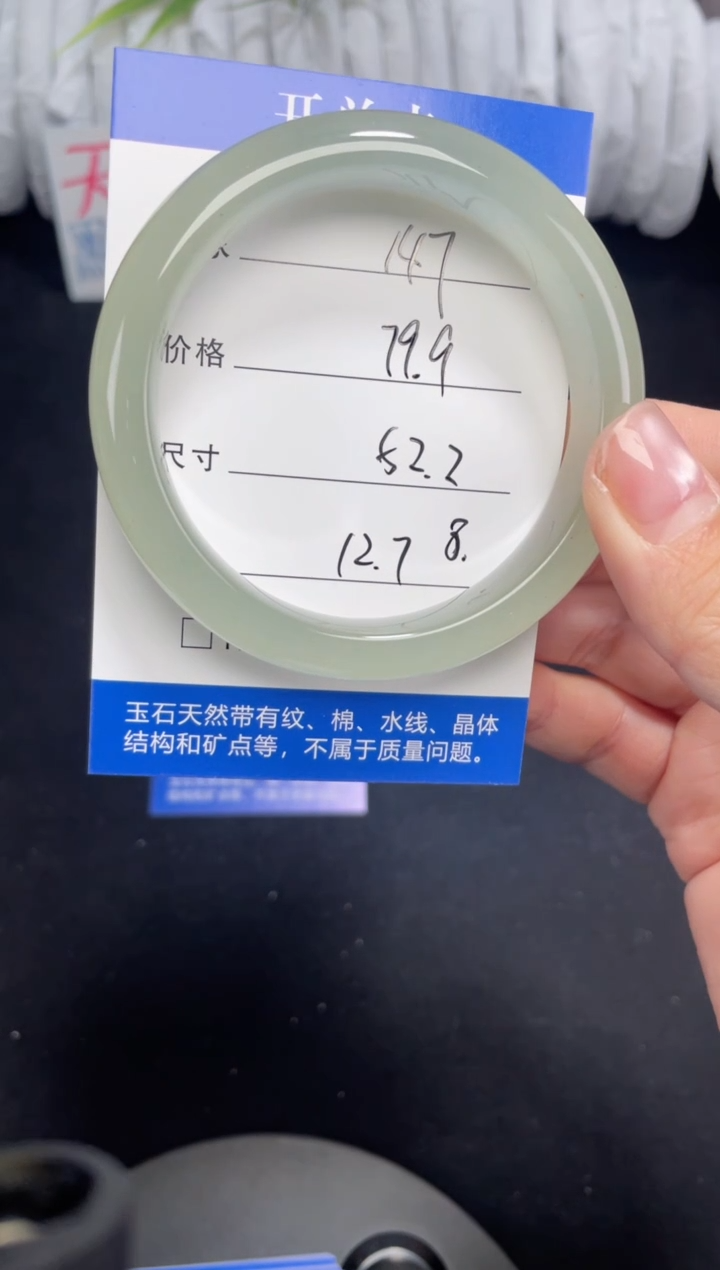 14.7
价格 79.9
尺寸 52.2
12.7 8.
玉石天然带有纹、棉、水线、晶体
结构和矿点等，不属于质量问题。